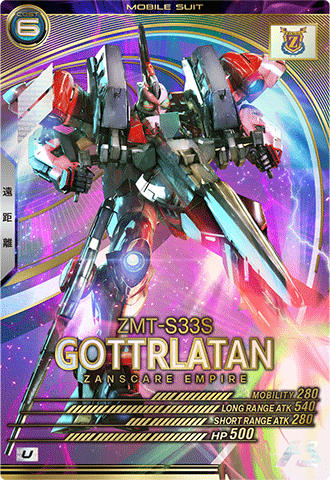 MOBILE SUIT
COST
6
Z
遠距離
ZMT-S33S
GOTTRLATAN
ZANSCARE EMPIRE
MOBILITY 280
LONG RANGE ATK 540
SHORT RANGE ATK 280
HP 500
U